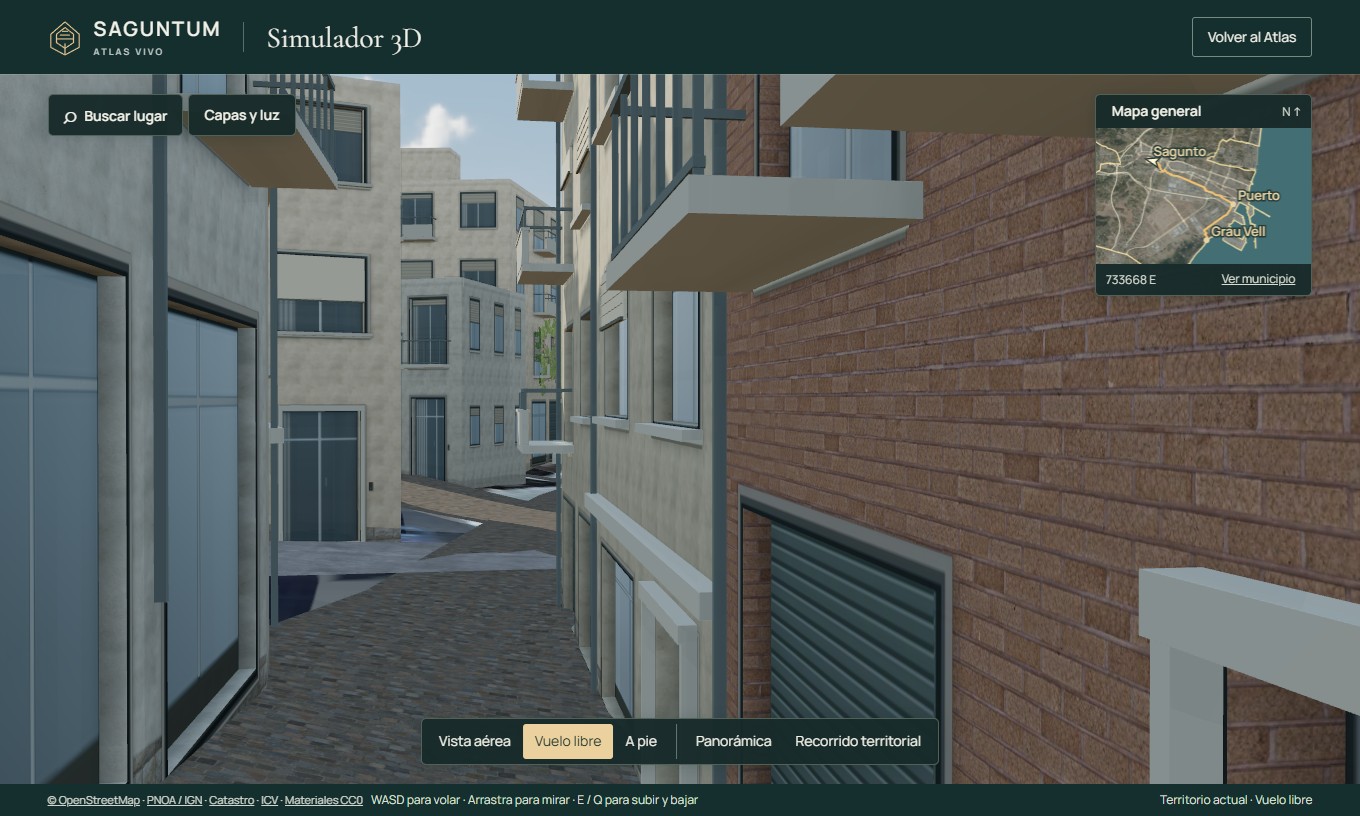 SAGUNTUM
ATLAS VIVO
Simulador 3D
Volver al Atlas
Buscar lugar
Capas y luz
Mapa general
N ↑
Sagunto
Puerto
Grau Vell
733668 E
Ver municipio
Vista aérea
Vuelo libre
A pie
Panorámica
Recorrido territorial
© OpenStreetMap · PNOA / IGN · Catastro · ICV · Materiales CC0 WASD para volar · Arrastra para mirar · E / Q para subir y bajar
Territorio actual · Vuelo libre